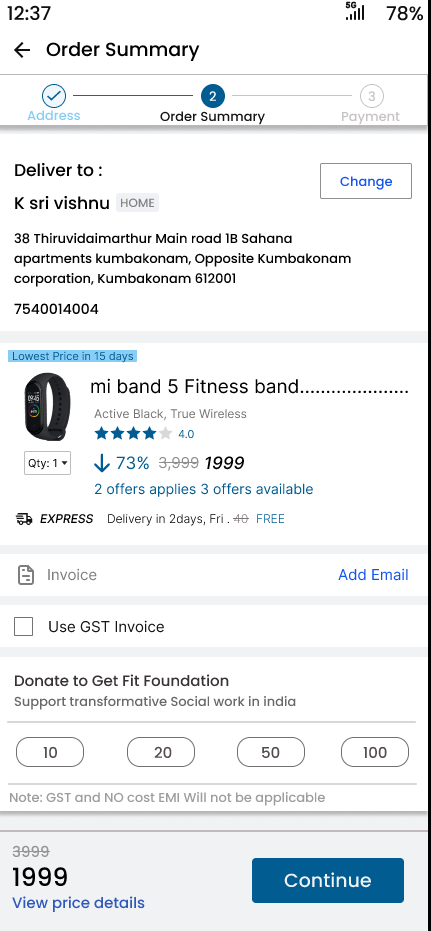 12:37 5G 78%
Order Summary
2 3
Address Order Summary Payment
Deliver to :
K sri vishnu HOME
Change
38 Thiruvidaimarthur Main road 1B Sahana
apartments kumbakonam, Opposite Kumbakonam
corporation, Kumbakonam 612001
7540014004
Lowest Price in 15 days
mi band 5 Fitness band.....................
Active Black, True Wireless
4.0
Qty: 1
73% 3,999 1999
2 offers applies 3 offers available
EXPRESS Delivery in 2days, Fri . 40 FREE
Invoice Add Email
Use GST Invoice
Donate to Get Fit Foundation
Support transformative Social work in india
10 20 50 100
Note: GST and NO cost EMI Will not be applicable
3999
1999
View price details
Continue